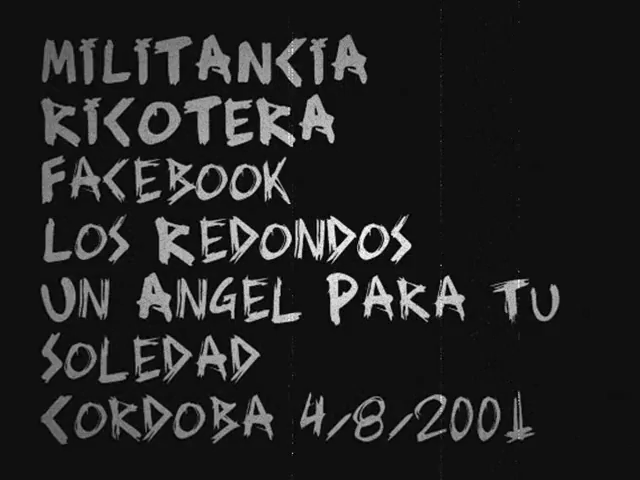 MILITANCIA
RICOTERA
FACEBOOK
LOS REDONDOS
UN ANGEL PARA TU
SOLEDAD
CORDOBA 4/8/2001